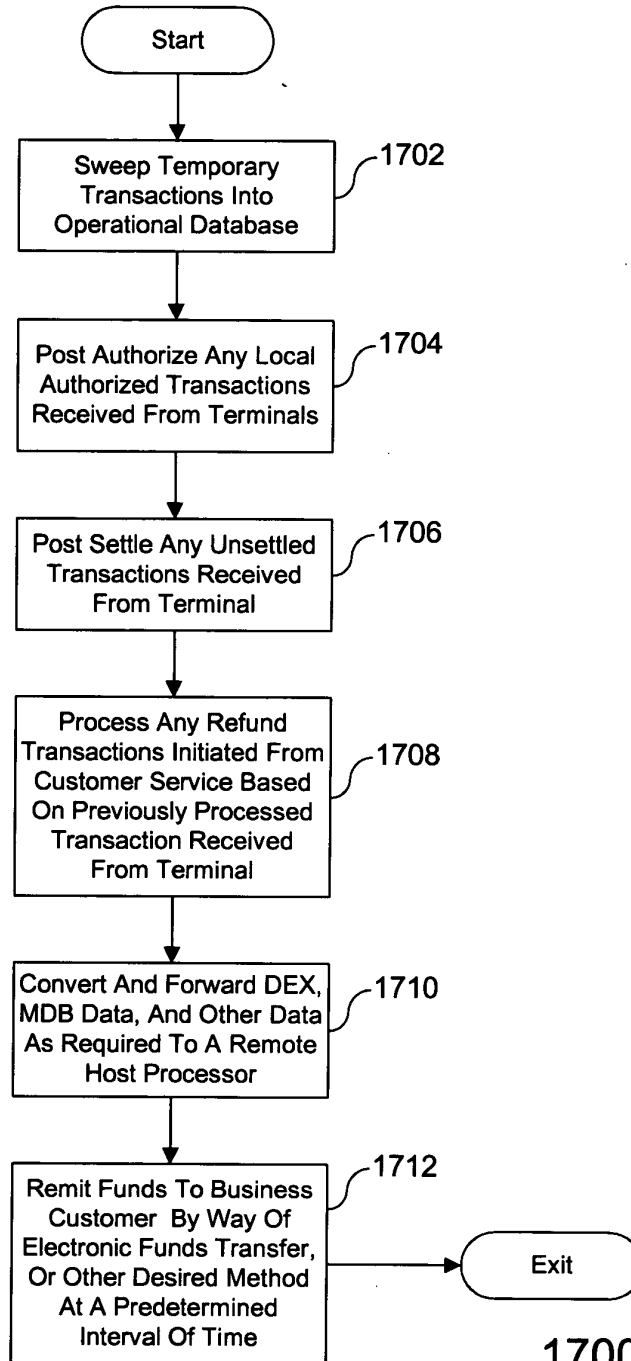 Start
Sweep Temporary
Transactions Into
Operational Database
1702
Post Authorize Any Local
Authorized Transactions
Received From Terminals
1704
Post Settle Any Unsettled
Transactions Received
From Terminal
1706
Process Any Refund
Transactions Initiated From
Customer Service Based
On Previously Processed
Transaction Received
From Terminal
1708
Convert And Forward DEX,
MDB Data, And Other Data
As Required To A Remote
Host Processor
1710
Remit Funds To Business
Customer By Way Of
Electronic Funds Transfer,
Or Other Desired Method
At A Predetermined
Interval Of Time
1712
Exit
1700